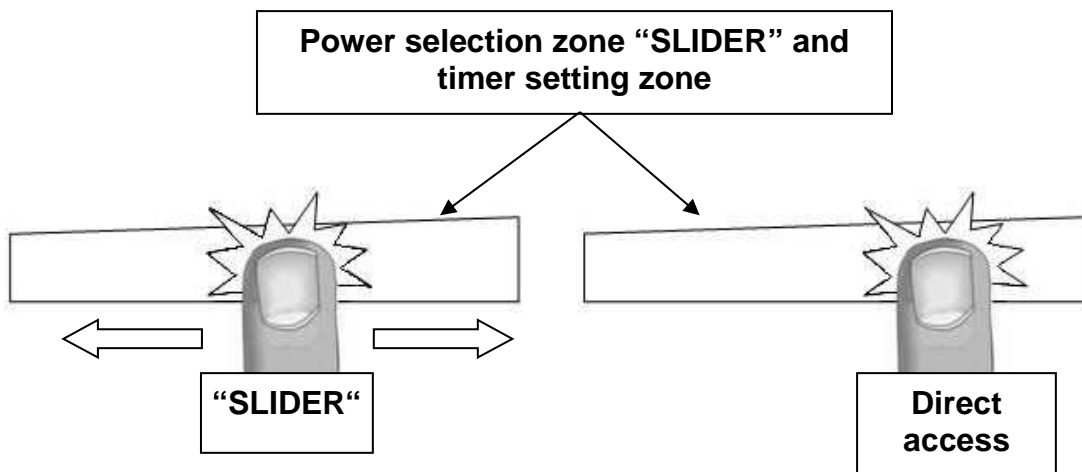 Power selection zone “SLIDER” and
timer setting zone
“SLIDER“
Direct
access